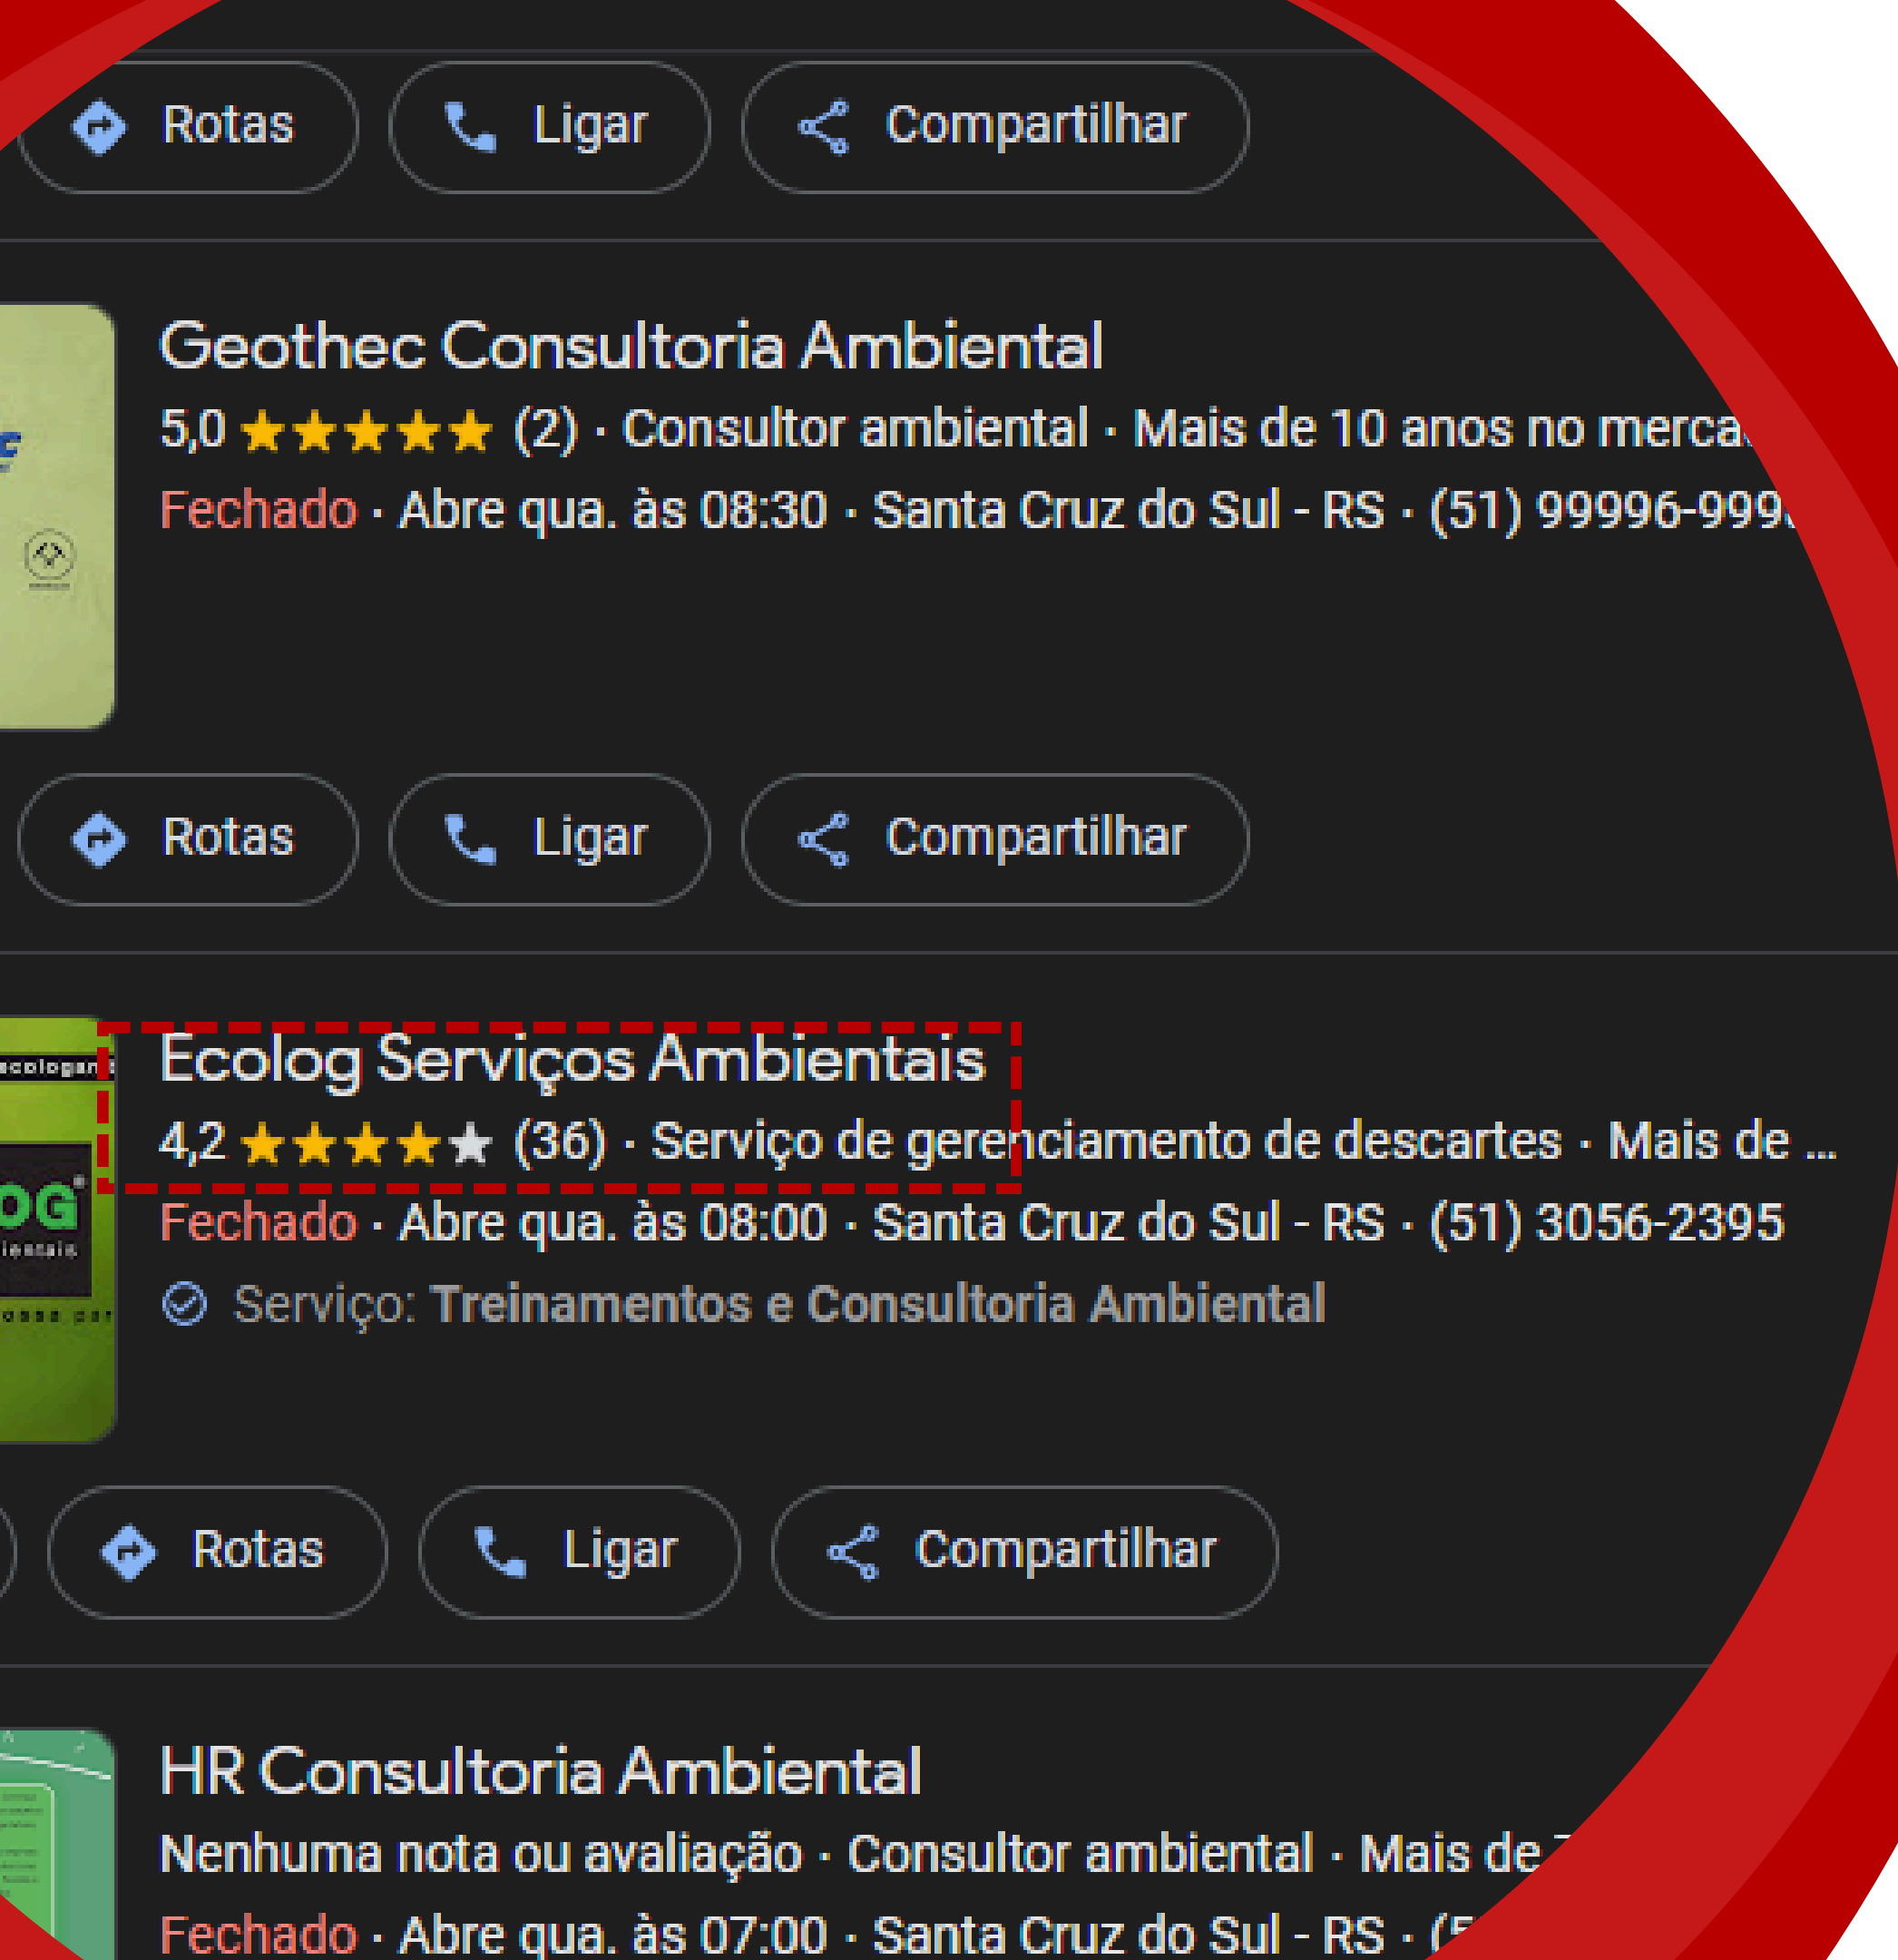 Rotas Ligar Compartilhar
Geothec Consultoria Ambiental
5,0 (2) · Consultor ambiental · Mais de 10 anos no
Fechado · Abre qua. às 08:30 · Santa Cruz do Sul - RS · (51)
Rotas Ligar Compartilhar
Ecolog Serviços Ambientais
4,2 (36) · Serviço de gerenciamento de descartes · Mais de ...
Fechado · Abre qua. às 08:00 · Santa Cruz do Sul - RS · (51) 3056-2395
Serviço: Treinamentos e Consultoria Ambiental
Rotas Ligar Compartilhar
HR Consultoria Ambiental
Nenhuma nota ou avaliação · Consultor ambiental · Mais de
Fechado · Abre qua. às 07:00 · Santa Cruz do Sul - RS ·